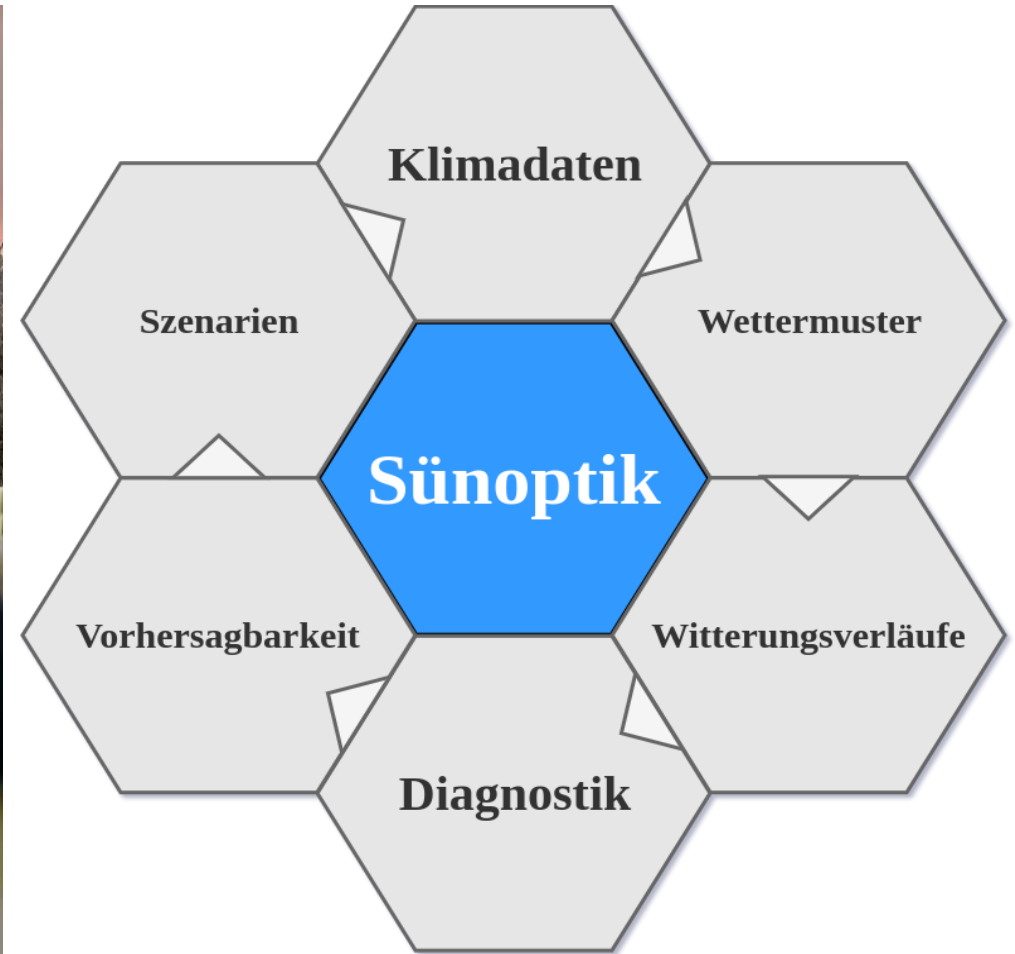 Klimadaten
Szenarien
Wettermuster
Sünoptik
Vorhersagbarkeit
Witterungsverläufe
Diagnostik